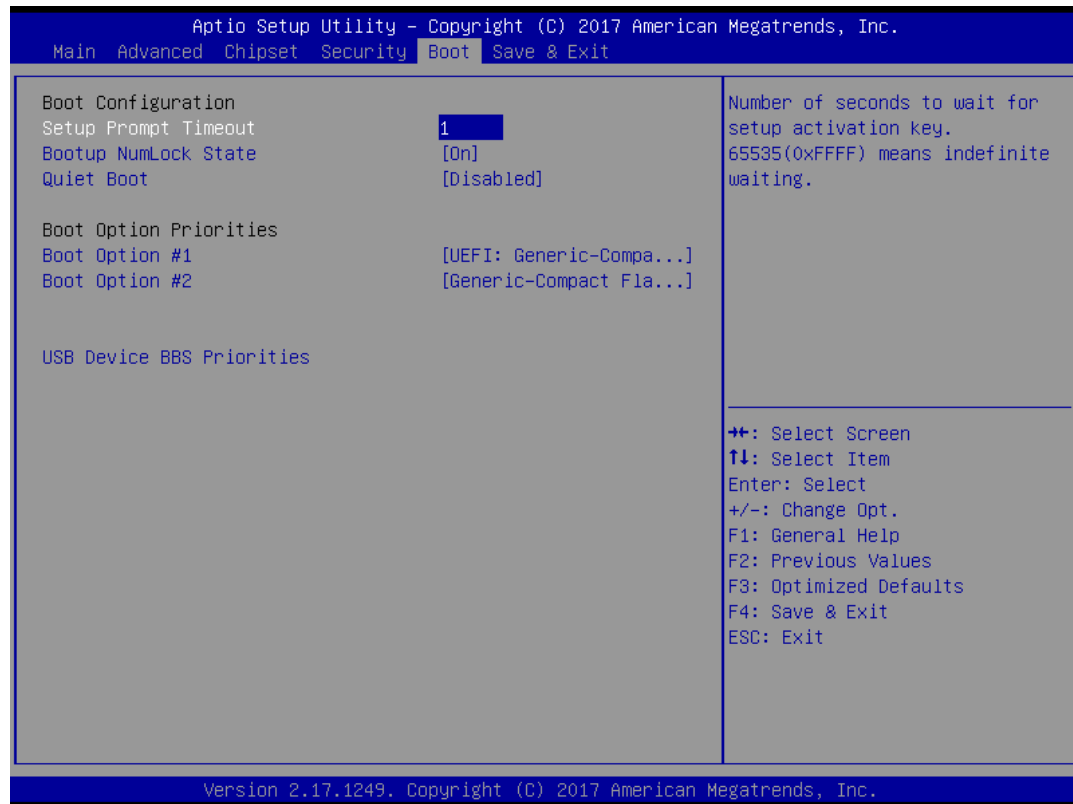 Aptio Setup Utility – Copyright (C) 2017 American Megatrends, Inc.
Main Advanced Chipset Security Boot Save & Exit
Boot Configuration
Setup Prompt Timeout 1
Bootup NumLock State [On]
Quiet Boot [Disabled]
Boot Option Priorities
Boot Option #1 [UEFI: Generic-Compa...]
Boot Option #2 [Generic-Compact Fla...]
USB Device BBS Priorities
Number of seconds to wait for
setup activation key.
65535(0xFFFF) means indefinite
waiting.
→←: Select Screen
↑↓: Select Item
Enter: Select
+/-: Change Opt.
F1: General Help
F2: Previous Values
F3: Optimized Defaults
F4: Save & Exit
ESC: Exit
Version 2.17.1249. Copyright (C) 2017 American Megatrends, Inc.